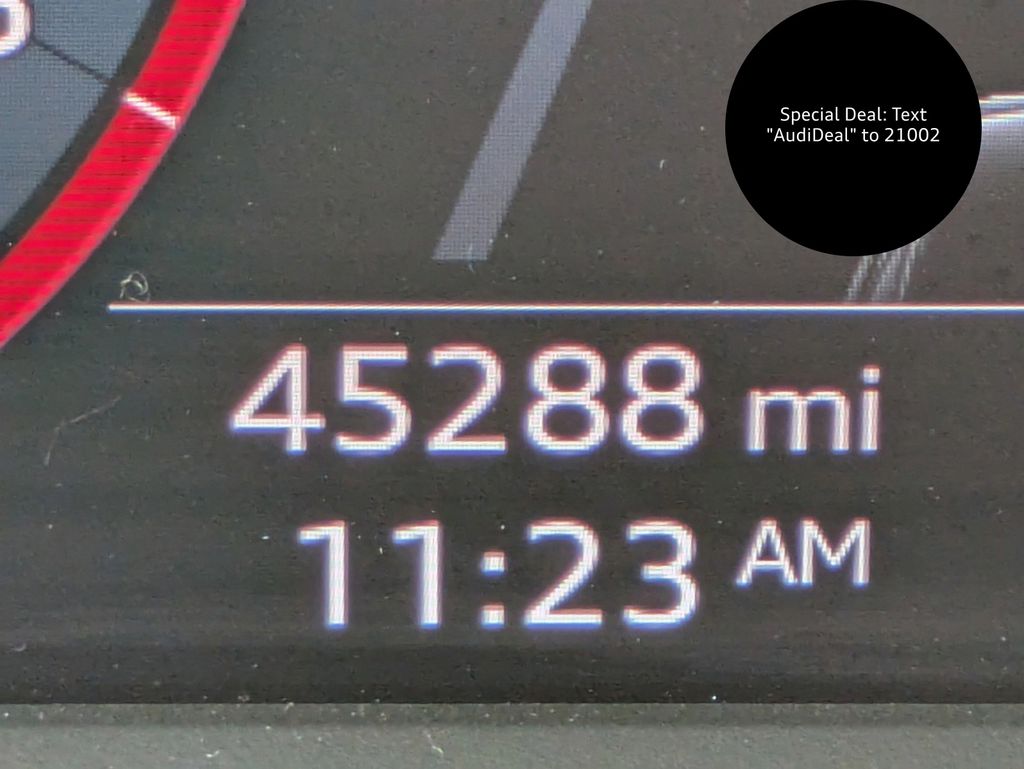 Special Deal: Text
"AudiDeal" to 21002
45288 mi
11:23 AM